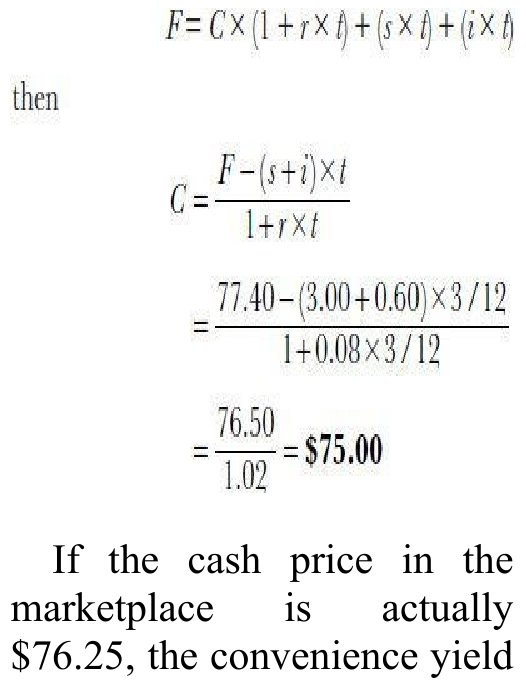 F= C×(1+r×t)+(s×t)+(i×t)
then
C = F−(s+i)×t / 1+r×t
= 77.40−(3.00+0.60)×3/12 / 1+0.08×3/12
= 76.50 / 1.02 = $75.00
If the cash price in the
marketplace is actually
$76.25, the convenience yield